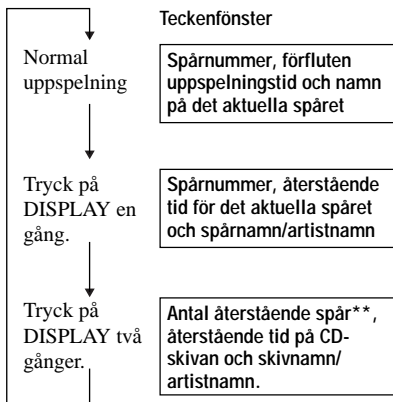 Teckenfönster
Normal
uppspelning
Spårnummer, förfluten
uppspelningstid och namn
på det aktuella spåret
Tryck på
DISPLAY en
gång.
Spårnummer, återstående
tid för det aktuella spåret
och spårnamn/artistnamn
Tryck på
DISPLAY två
gånger.
Antal återstående spår**,
återstående tid på CD-
skivan och skivnamn/
artistnamn.